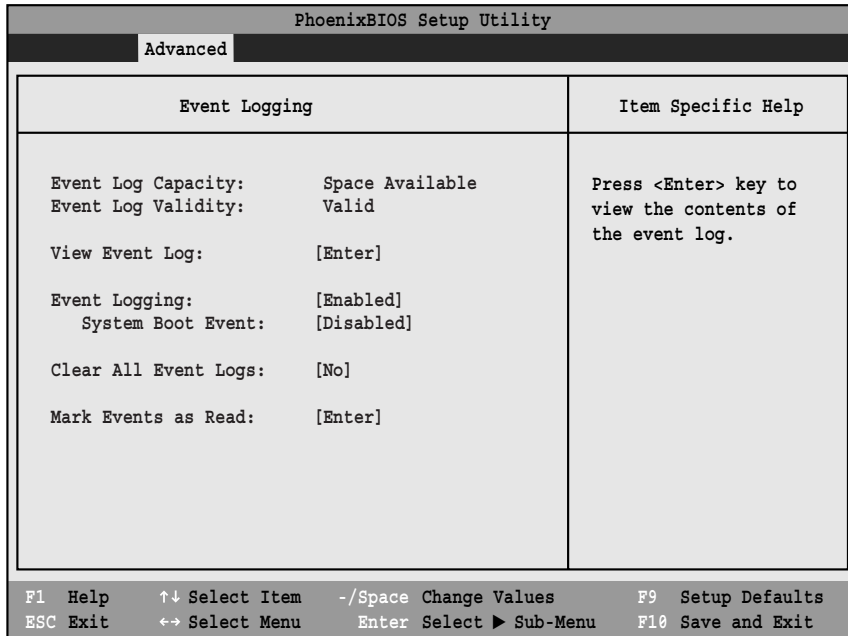 PhoenixBIOS Setup Utility
Advanced
Event Logging
Item Specific Help
Event Log Capacity: Space Available
Event Log Validity: Valid
View Event Log: [Enter]
Event Logging: [Enabled]
System Boot Event: [Disabled]
Clear All Event Logs: [No]
Mark Events as Read: [Enter]
Press <Enter> key to
view the contents of
the event log.
F1 Help ↑↓ Select Item -/Space Change Values F9 Setup Defaults
ESC Exit ←→ Select Menu Enter Select ▶ Sub-Menu F10 Save and Exit